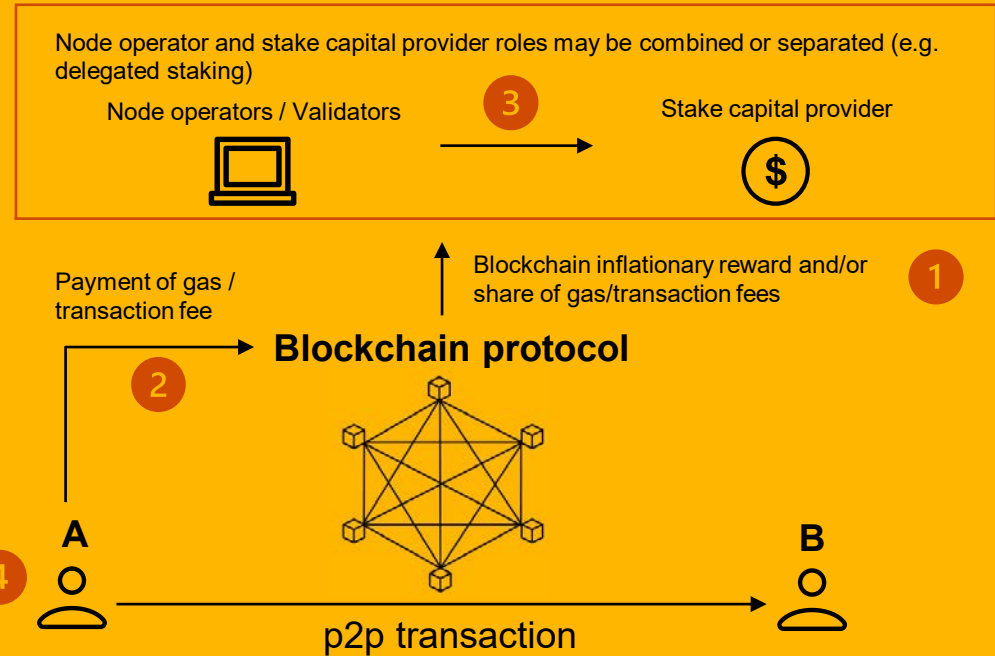 Node operator and stake capital provider roles may be combined or separated (e.g.
delegated staking)
Node operators / Validators
3
Stake capital provider
$
Payment of gas /
transaction fee
Blockchain inflationary reward and/or
share of gas/transaction fees
1
Blockchain protocol
2
A
B
4
p2p transaction